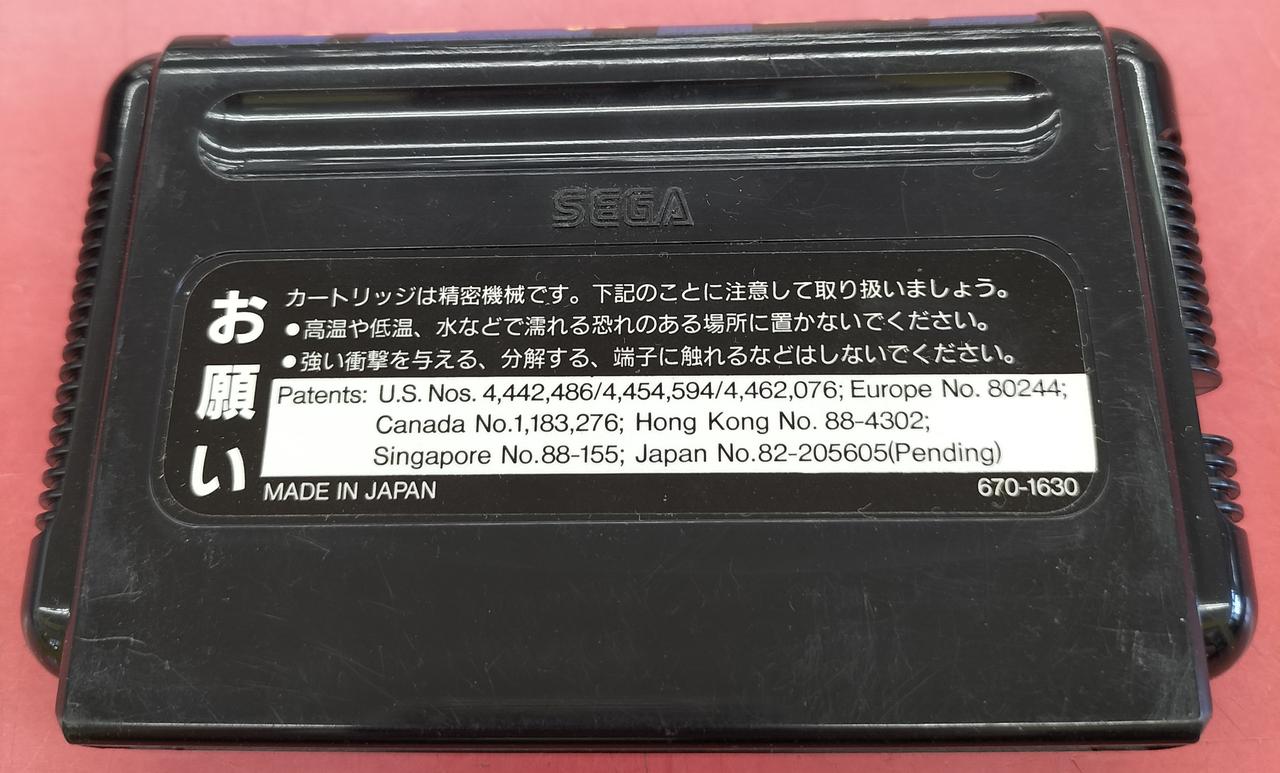 SEGA
お願い
カートリッジは精密機械です。下記のことに注意して取り扱いましょう。
●高温や低温、水などで濡れる恐れのある場所に置かないでください。
●強い衝撃を与える、分解する、端子に触れるなどはしないでください。
Patents: U.S. Nos. 4,442,486/4,454,594/4,462,076; Europe No. 80244;
Canada No.1,183,276; Hong Kong No. 88-4302;
Singapore No.88-155; Japan No.82-205605(Pending)
MADE IN JAPAN
670-1630